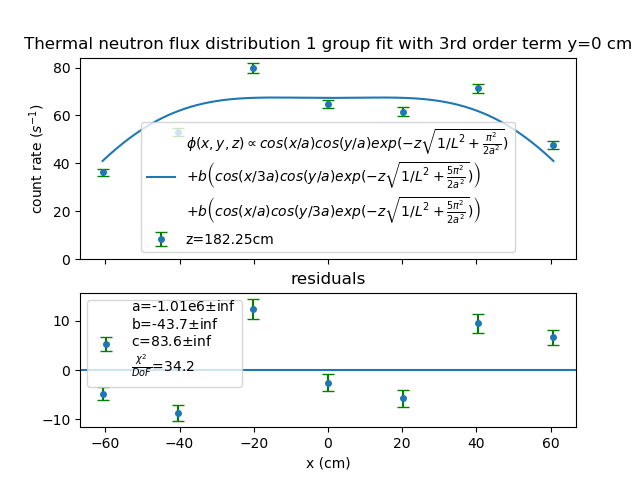 Thermal neutron flux distribution 1 group fit with 3rd order term y=0 cm
80
60
40
20
0
count rate (s⁻¹)
ϕ(x, y, z) ∝ cos(x/a)cos(y/a)exp(−z√(1/L² + π²/2a²))
+b(cos(x/3a)cos(y/a)exp(−z√(1/L² + 5π²/2a²)))
+b(cos(x/a)cos(y/3a)exp(−z√(1/L² + 5π²/2a²)))
z=182.25cm
residuals
10
0
−10
a=-1.01e6±inf
b=-43.7±inf
c=83.6±inf
χ²/DoF=34.2
−60 −40 −20 0 20 40 60
x (cm)